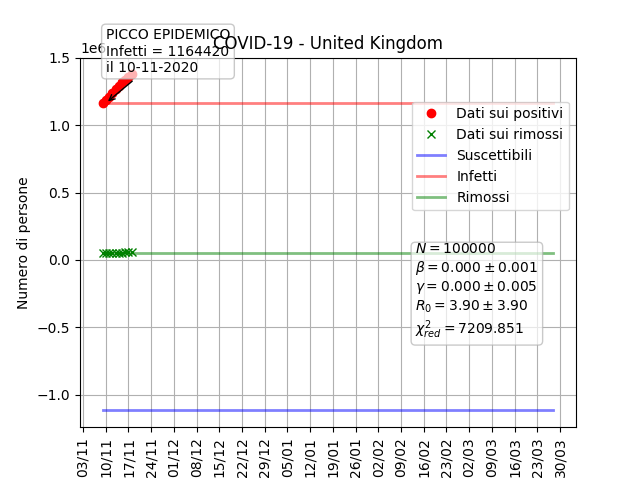 PICCO EPIDEMICO
Infetti = 1164420
il 10-11-2020
COVID-19 - United Kingdom
1e6
Numero di persone
1.5
1.0
0.5
0.0
−0.5
−1.0
Dati sui positivi
Dati sui rimossi
Suscettibili
Infetti
Rimossi
N = 100000
β = 0.000 ± 0.001
γ = 0.000 ± 0.005
R₀ = 3.90 ± 3.90
χ²_red = 7209.851
03/11
10/11
17/11
24/11
01/12
08/12
15/12
22/12
29/12
05/01
12/01
19/01
26/01
02/02
09/02
16/02
23/02
02/03
09/03
16/03
23/03
30/03